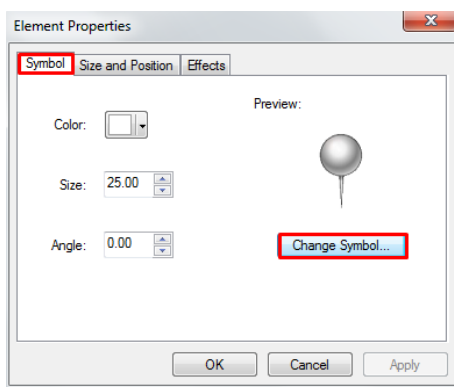 Element Properties
Symbol Size and Position Effects
Preview:
Color:
Size: 25.00
Angle: 0.00
Change Symbol...
OK Cancel Apply